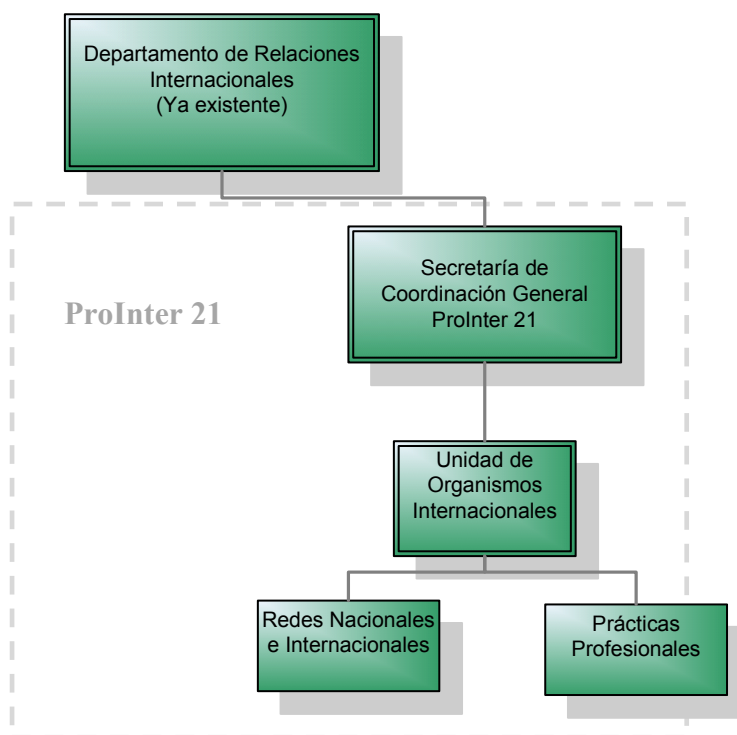 Departamento de Relaciones
Internacionales
(Ya existente)
Secretaría de
Coordinación General
ProInter 21
ProInter 21
Unidad de
Organismos
Internacionales
Redes Nacionales
e Internacionales
Prácticas
Profesionales